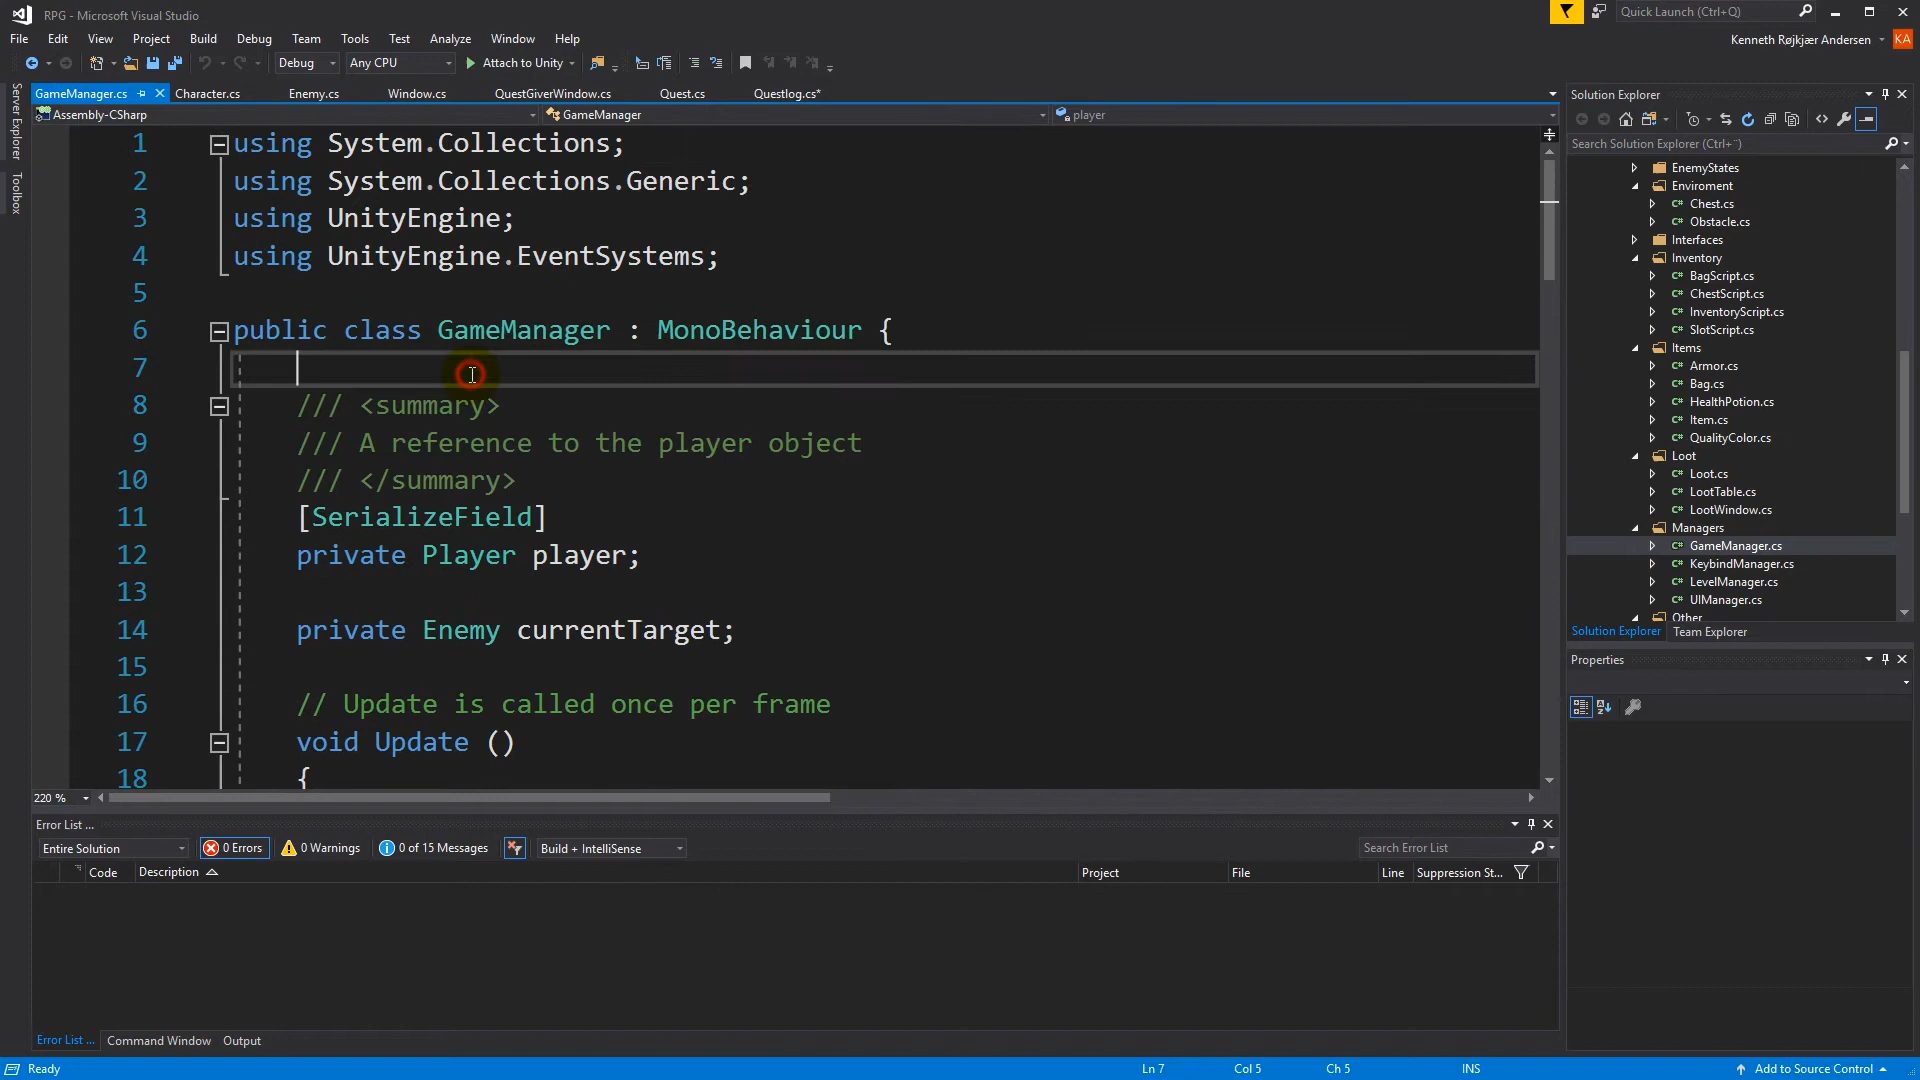 RPG - Microsoft Visual Studio
Quick Launch (Ctrl+Q)
File Edit View Project Build Debug Team Tools Test Analyze Window Help
Kenneth Røjkjær Andersen KA
Debug Any CPU Attach to Unity
Server Explorer
Toolbox
GameManager.cs Character.cs Enemy.cs Window.cs QuestGiverWindow.cs Quest.cs Questlog.cs*
Assembly-CSharp GameManager player
1 using System.Collections;
2 using System.Collections.Generic;
3 using UnityEngine;
4 using UnityEngine.EventSystems;
5
6 public class GameManager : MonoBehaviour {
7
8 /// <summary>
9 /// A reference to the player object
10 /// </summary>
11 [SerializeField]
12 private Player player;
13
14 private Enemy currentTarget;
15
16 // Update is called once per frame
17 void Update ()
18 {
220 %
Solution Explorer
Search Solution Explorer (Ctrl+¨)
EnemyStates
Enviroment
C# Chest.cs
C# Obstacle.cs
Interfaces
Inventory
C# BagScript.cs
C# ChestScript.cs
C# InventoryScript.cs
C# SlotScript.cs
Items
C# Armor.cs
C# Bag.cs
C# HealthPotion.cs
C# Item.cs
C# QualityColor.cs
Loot
C# Loot.cs
C# LootTable.cs
C# LootWindow.cs
Managers
C# GameManager.cs
C# KeybindManager.cs
C# LevelManager.cs
C# UIManager.cs
Other
Solution Explorer Team Explorer
Properties
Error List ...
Entire Solution 0 Errors 0 Warnings 0 of 15 Messages Build + IntelliSense Search Error List
Code Description Project File Line Suppression St...
Error List ... Command Window Output
Ready Ln 7 Col 5 Ch 5 INS Add to Source Control